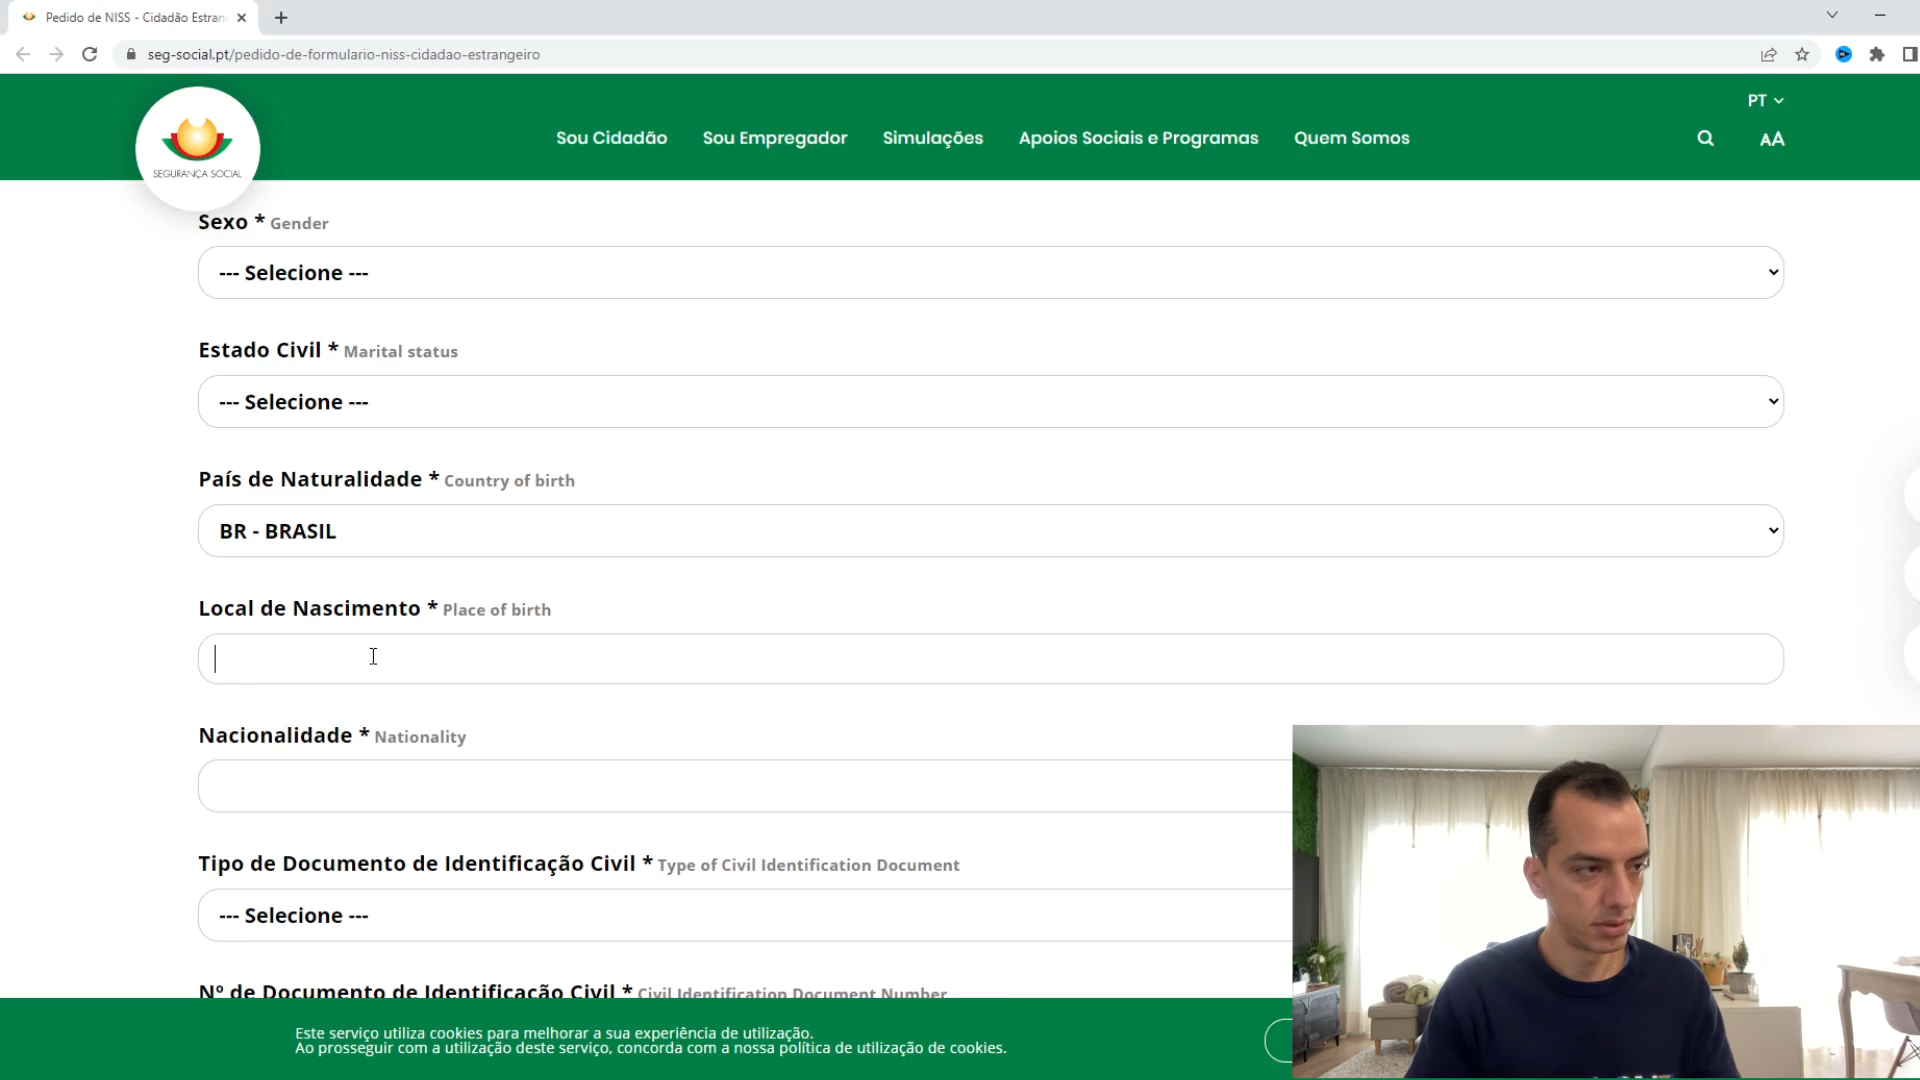 Pedido de NISS - Cidadão Estran
seg-social.pt/pedido-de-formulario-niss-cidadao-estrangeiro
PT
SEGURANÇA SOCIAL
Sou Cidadão Sou Empregador Simulações Apoios Sociais e Programas Quem Somos
AA
Sexo * Gender
--- Selecione ---
Estado Civil * Marital status
--- Selecione ---
País de Naturalidade * Country of birth
BR - BRASIL
Local de Nascimento * Place of birth
Nacionalidade * Nationality
Tipo de Documento de Identificação Civil * Type of Civil Identification Document
--- Selecione ---
Nº de Documento de Identificação Civil * Civil Identification Document Number
Este serviço utiliza cookies para melhorar a sua experiência de utilização.
Ao prosseguir com a utilização deste serviço, concorda com a nossa política de utilização de cookies.